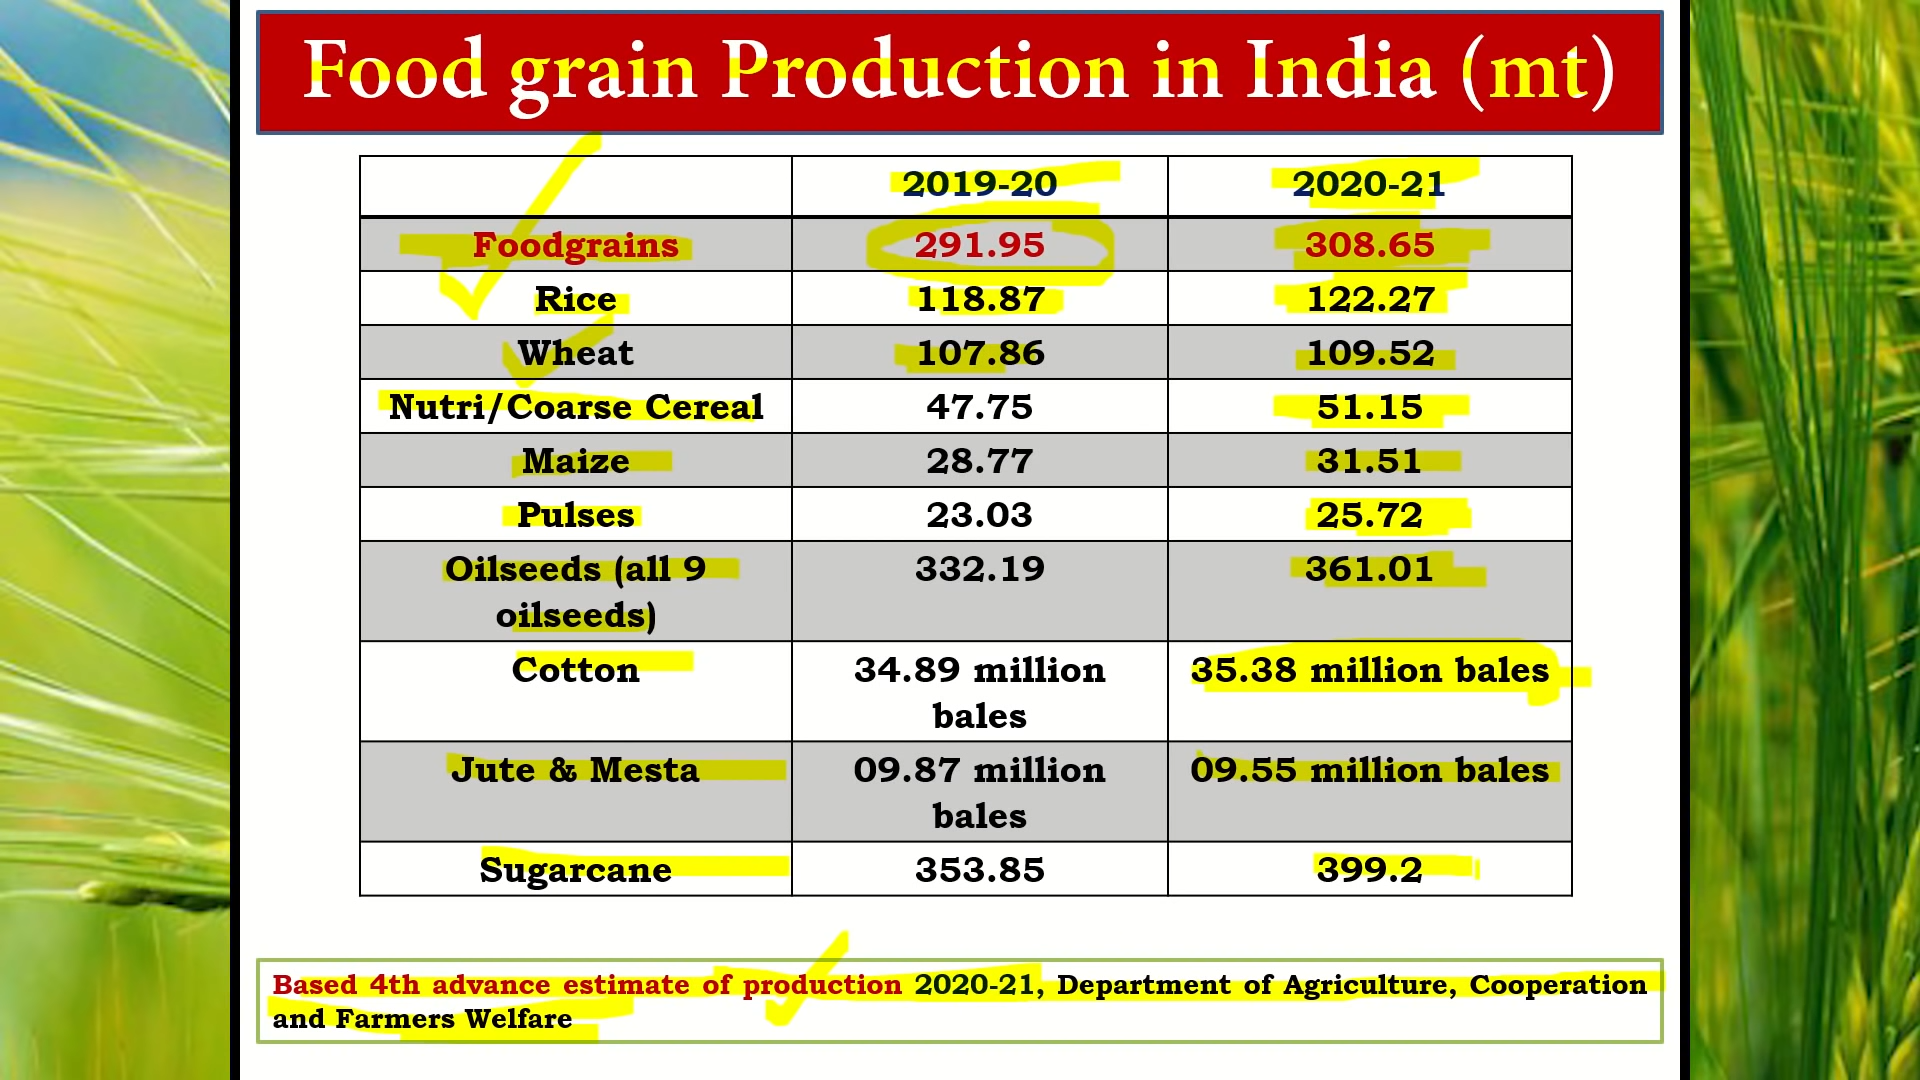 Food grain Production in India (mt)
2019-20 2020-21
Foodgrains 291.95 308.65
Rice 118.87 122.27
Wheat 107.86 109.52
Nutri/Coarse Cereal 47.75 51.15
Maize 28.77 31.51
Pulses 23.03 25.72
Oilseeds (all 9 332.19 361.01
oilseeds)
Cotton 34.89 million 35.38 million bales
bales
Jute & Mesta 09.87 million 09.55 million bales
bales
Sugarcane 353.85 399.2
Based 4th advance estimate of production 2020-21, Department of Agriculture, Cooperation
and Farmers Welfare